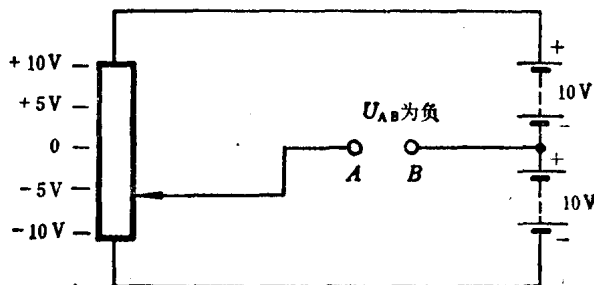 +10V
+5V
0
-5V
-10V
U_AB为负
A
B
+
10V
-
+
10V
-